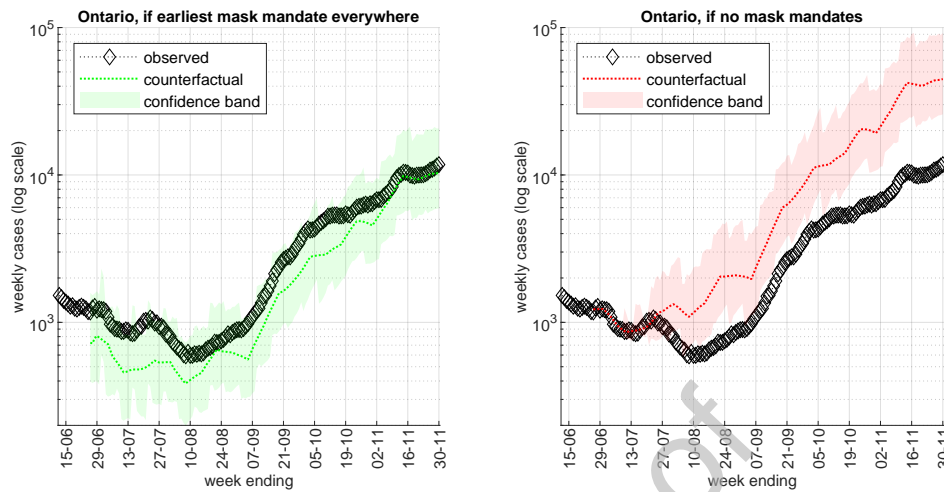 Ontario, if earliest mask mandate everywhere
10^5
10^4
10^3
weekly cases (log scale)
observed
counterfactual
confidence band
15-06
29-06
13-07
27-07
10-08
24-08
07-09
21-09
05-10
19-10
02-11
16-11
30-11
week ending
Ontario, if no mask mandates
10^5
10^4
10^3
weekly cases (log scale)
observed
counterfactual
confidence band
15-06
29-06
13-07
27-07
10-08
24-08
07-09
21-09
05-10
19-10
02-11
16-11
30-11
week ending
of